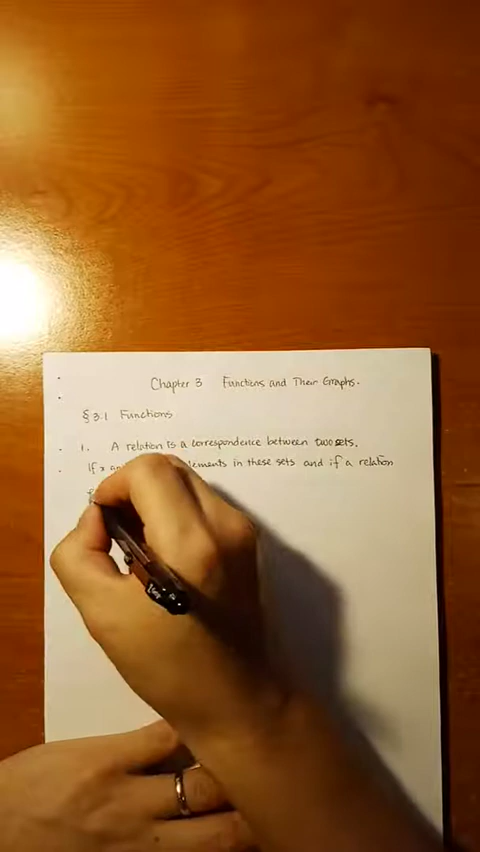 Chapter 3 Functions and Their Graphs.
§ 3.1 Functions
1. A relation is a correspondence between two sets.
If x and elements in these sets and if a relation